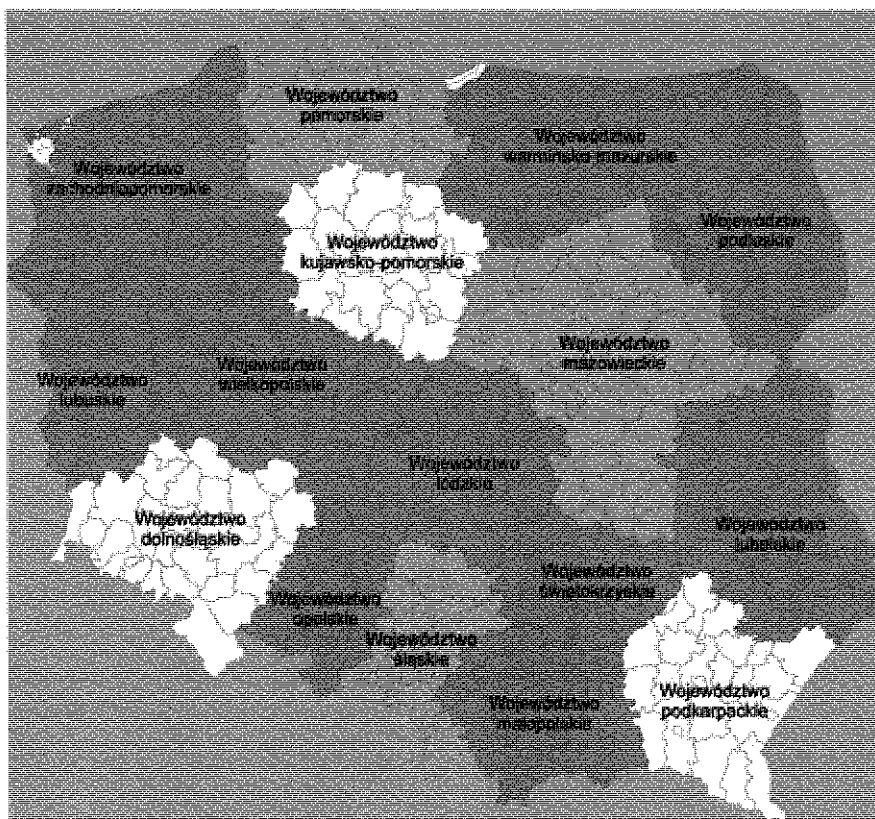 Województwo
pomorskie
Województwo
warmińsko-mazurskie
Województwo
zachodniopomorskie
Województwo
podlaskie
Województwo
kujawsko-pomorskie
Województwo
mazowieckie
Województwo
wielkopolskie
Województwo
lubuskie
Województwo
łódzkie
Województwo
dolnośląskie
Województwo
lubelskie
Województwo
świętokrzyskie
Województwo
opolskie
Województwo
śląskie
Województwo
podkarpackie
Województwo
małopolskie